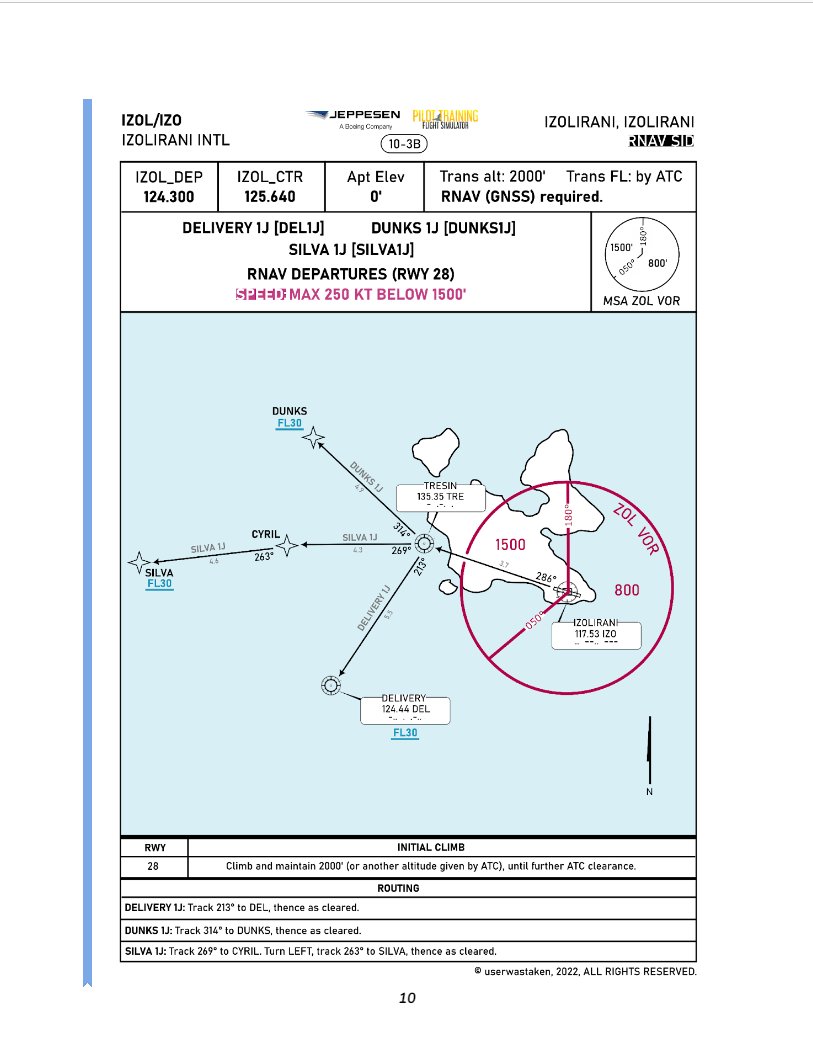 IZOL/IZO
IZOLIRANI INTL
JEPPESEN
A Boeing Company
PILOT TRAINING
FLIGHT SIMULATOR
10-3B
IZOLIRANI, IZOLIRANI
RNAV SID
IZOL_DEP
124.300
IZOL_CTR
125.640
Apt Elev
0'
Trans alt: 2000' Trans FL: by ATC
RNAV (GNSS) required.
DELIVERY 1J [DEL1J] DUNKS 1J [DUNKS1J]
SILVA 1J [SILVA1J]
RNAV DEPARTURES (RWY 28)
SPEED: MAX 250 KT BELOW 1500'
1500'
180°
050°
800'
MSA ZOL VOR
DUNKS
FL30
DUNKS 1J
4.9
TRESIN
135.35 TRE
314°
CYRIL
SILVA 1J
4.3
269°
SILVA 1J
4.6
263°
SILVA
FL30
213°
DELIVERY 1J
5.5
3.7
286°
1500
180°
ZOL VOR
800
050°
IZOLIRANI
117.53 IZO
DELIVERY
124.44 DEL
FL30
N
RWY INITIAL CLIMB
28 Climb and maintain 2000' (or another altitude given by ATC), until further ATC clearance.
ROUTING
DELIVERY 1J: Track 213° to DEL, thence as cleared.
DUNKS 1J: Track 314° to DUNKS, thence as cleared.
SILVA 1J: Track 269° to CYRIL. Turn LEFT, track 263° to SILVA, thence as cleared.
© userwastaken, 2022, ALL RIGHTS RESERVED.
10